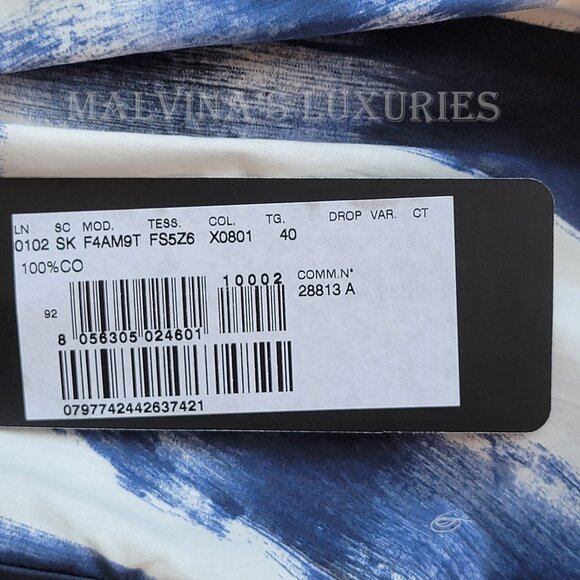 MALVINA'S LUXURIES
LN SC MOD. TESS. COL. TG. DROP VAR. CT
0102 SK F4AM9T FS5Z6 X0801 40
100%CO
10002 COMM.N°
28813 A
92
8 056305 024601
0797742442637421